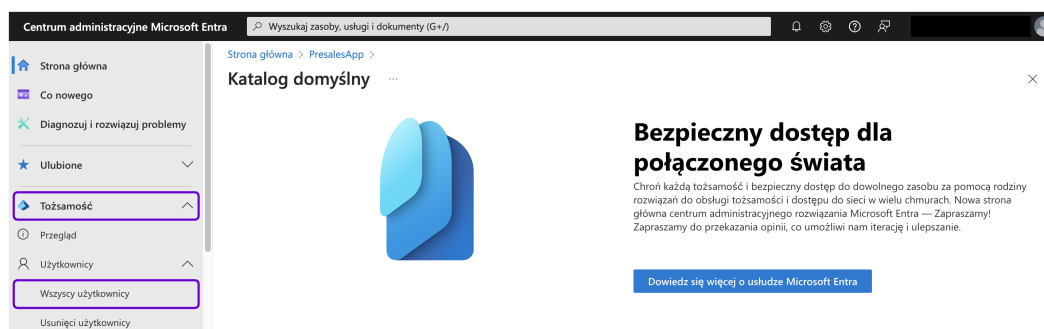 Centrum administracyjne Microsoft Entra
Wyszukaj zasoby, usługi i dokumenty (G+/)
Strona główna
Co nowego
Diagnozuj i rozwiązuj problemy
Ulubione
Tożsamość
Przegląd
Użytkownicy
Wszyscy użytkownicy
Usunięci użytkownicy
Strona główna > PresalesApp >
Katalog domyślny ...
Bezpieczny dostęp dla
połączonego świata
Chroń każdą tożsamość i bezpieczny dostęp do dowolnego zasobu za pomocą rodziny
rozwiązań do obsługi tożsamości i dostępu do sieci w wielu chmurach. Nowa strona
główna centrum administracyjnego rozwiązania Microsoft Entra — Zapraszamy!
Zapraszamy do przekazania opinii, co umożliwi nam iterację i ulepszanie.
Dowiedz się więcej o usłudze Microsoft Entra